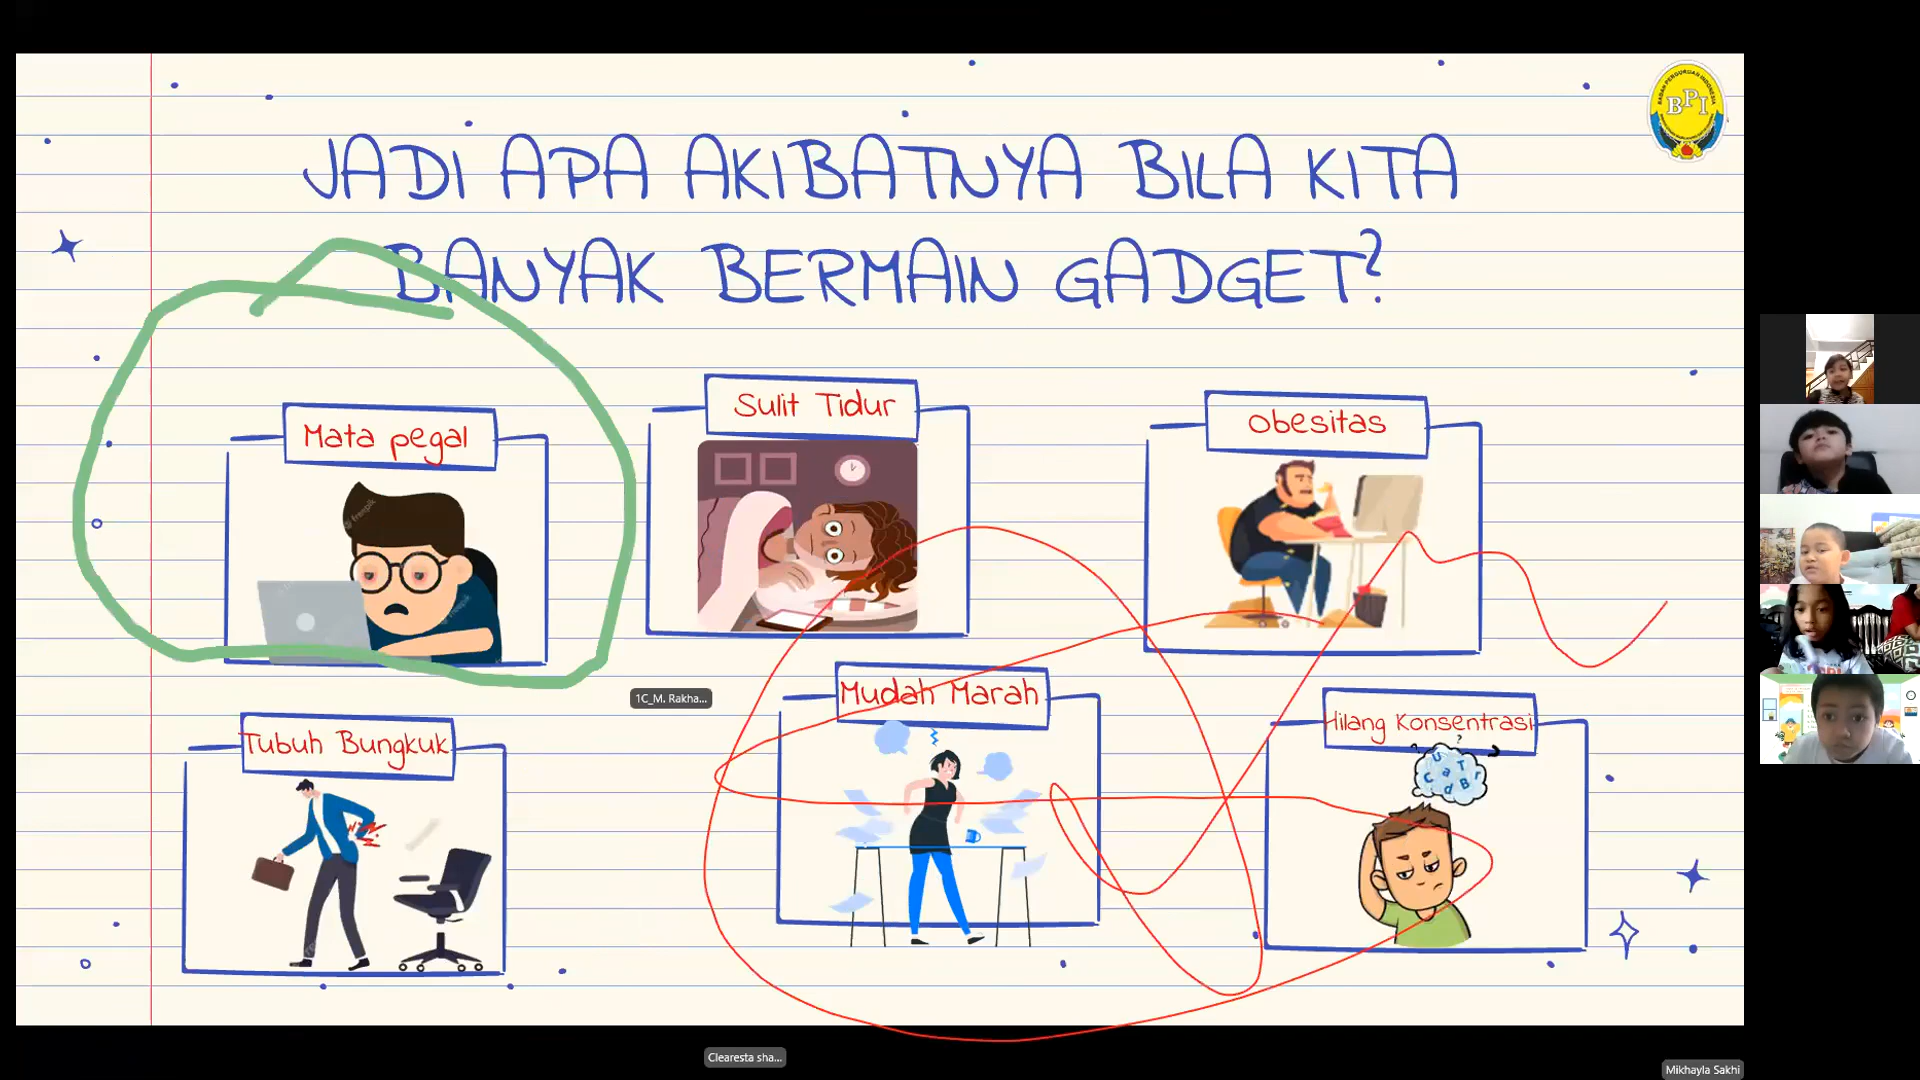 JADI APA AKIBATNYA BILA KITA
BANYAK BERMAIN GADGET?
BPI
Mata pegal
Sulit Tidur
Obesitas
1C_M. Rakha...
Tubuh Bungkuk
Mudah Marah
Hilang Konsentrasi
Clearesta sha...
Mikhayla Sakhi